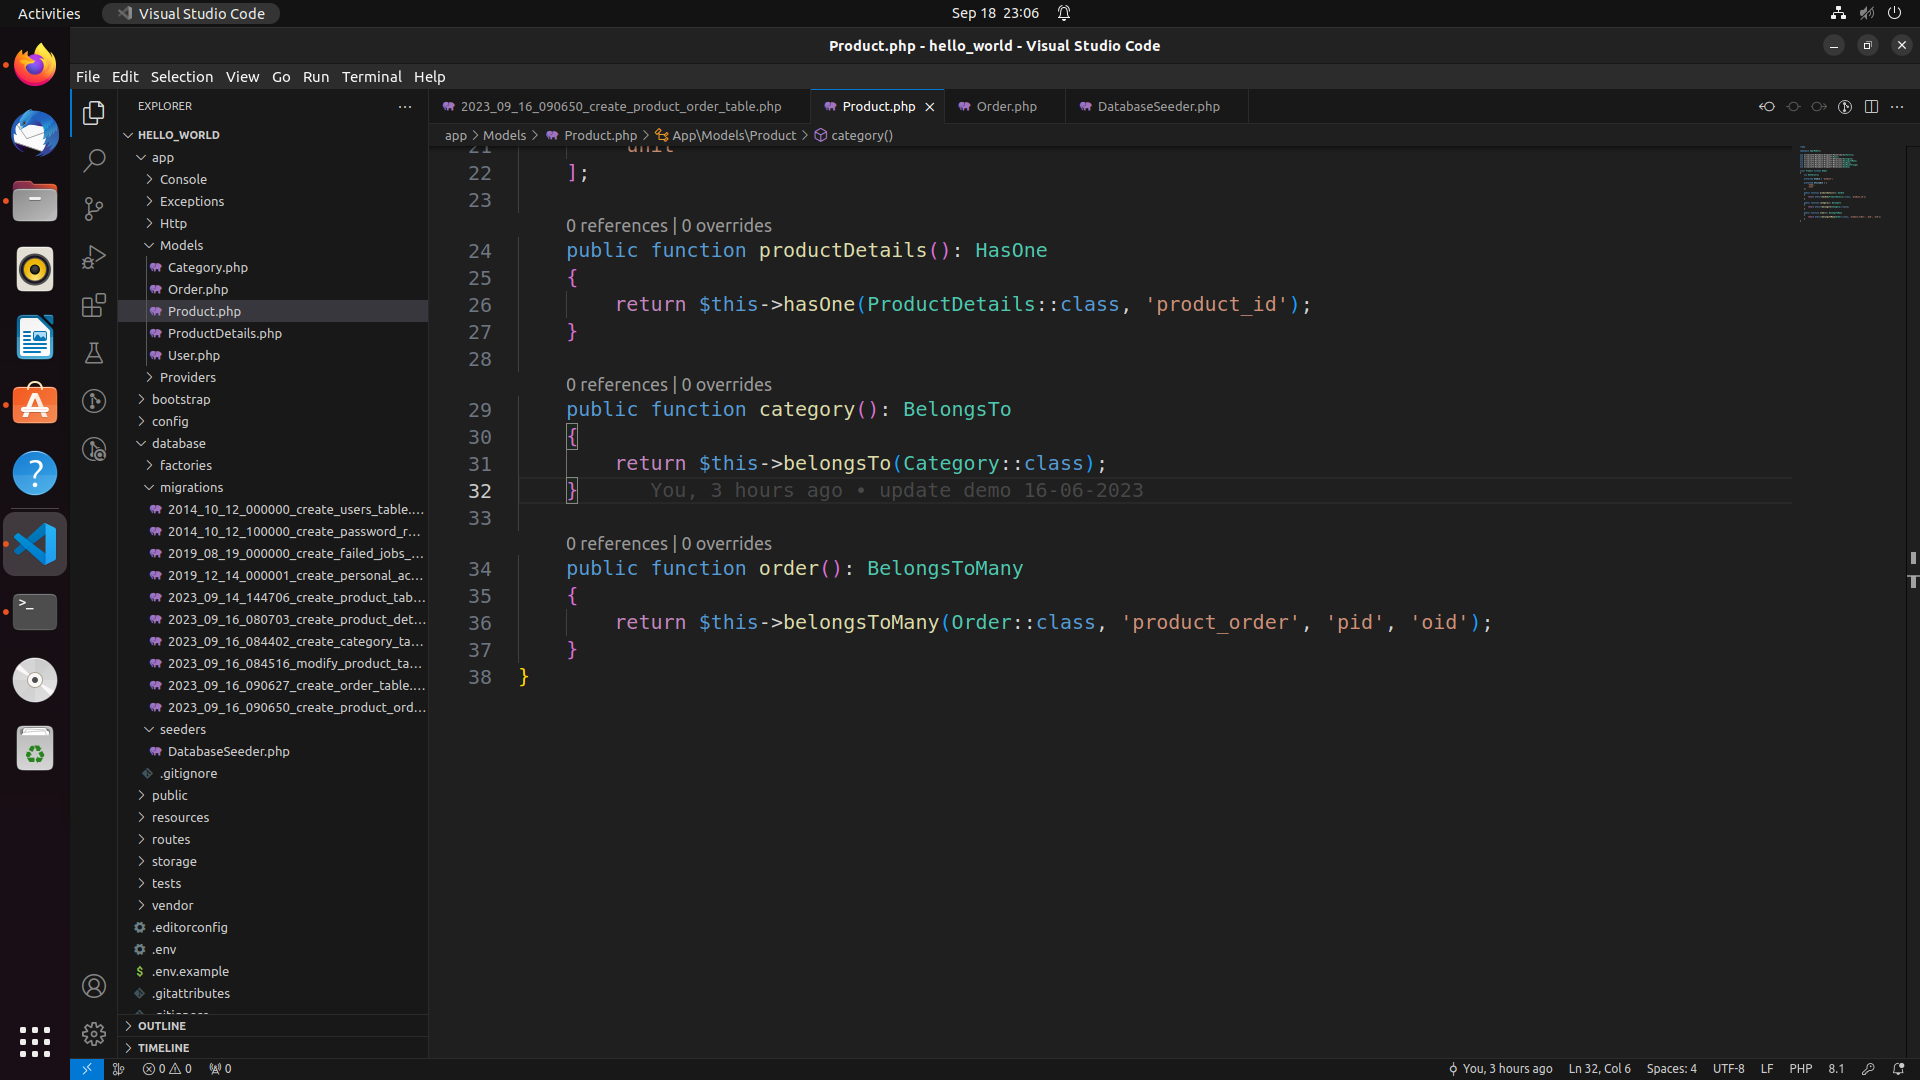 Activities
Visual Studio Code
Sep 18 23:06
Product.php - hello_world - Visual Studio Code
File Edit Selection View Go Run Terminal Help
EXPLORER
HELLO_WORLD
app
Console
Exceptions
Http
Models
Category.php
Order.php
Product.php
ProductDetails.php
User.php
Providers
bootstrap
config
database
factories
migrations
2014_10_12_000000_create_users_table....
2014_10_12_100000_create_password_r...
2019_08_19_000000_create_failed_jobs_...
2019_12_14_000001_create_personal_ac...
2023_09_14_144706_create_product_tab...
2023_09_16_080703_create_product_det...
2023_09_16_084402_create_category_ta...
2023_09_16_084516_modify_product_ta...
2023_09_16_090627_create_order_table....
2023_09_16_090650_create_product_ord...
seeders
DatabaseSeeder.php
.gitignore
public
resources
routes
storage
tests
vendor
.editorconfig
.env
.env.example
.gitattributes
OUTLINE
TIMELINE
2023_09_16_090650_create_product_order_table.php
Product.php
Order.php
DatabaseSeeder.php
app > Models > Product.php > App\Models\Product > category()
22 ];
23
0 references | 0 overrides
24 public function productDetails(): HasOne
25 {
26 return $this->hasOne(ProductDetails::class, 'product_id');
27 }
28
0 references | 0 overrides
29 public function category(): BelongsTo
30 {
31 return $this->belongsTo(Category::class);
32 } You, 3 hours ago • update demo 16-06-2023
33
0 references | 0 overrides
34 public function order(): BelongsToMany
35 {
36 return $this->belongsToMany(Order::class, 'product_order', 'pid', 'oid');
37 }
38 }
0 0 0
You, 3 hours ago Ln 32, Col 6 Spaces: 4 UTF-8 LF PHP 8.1